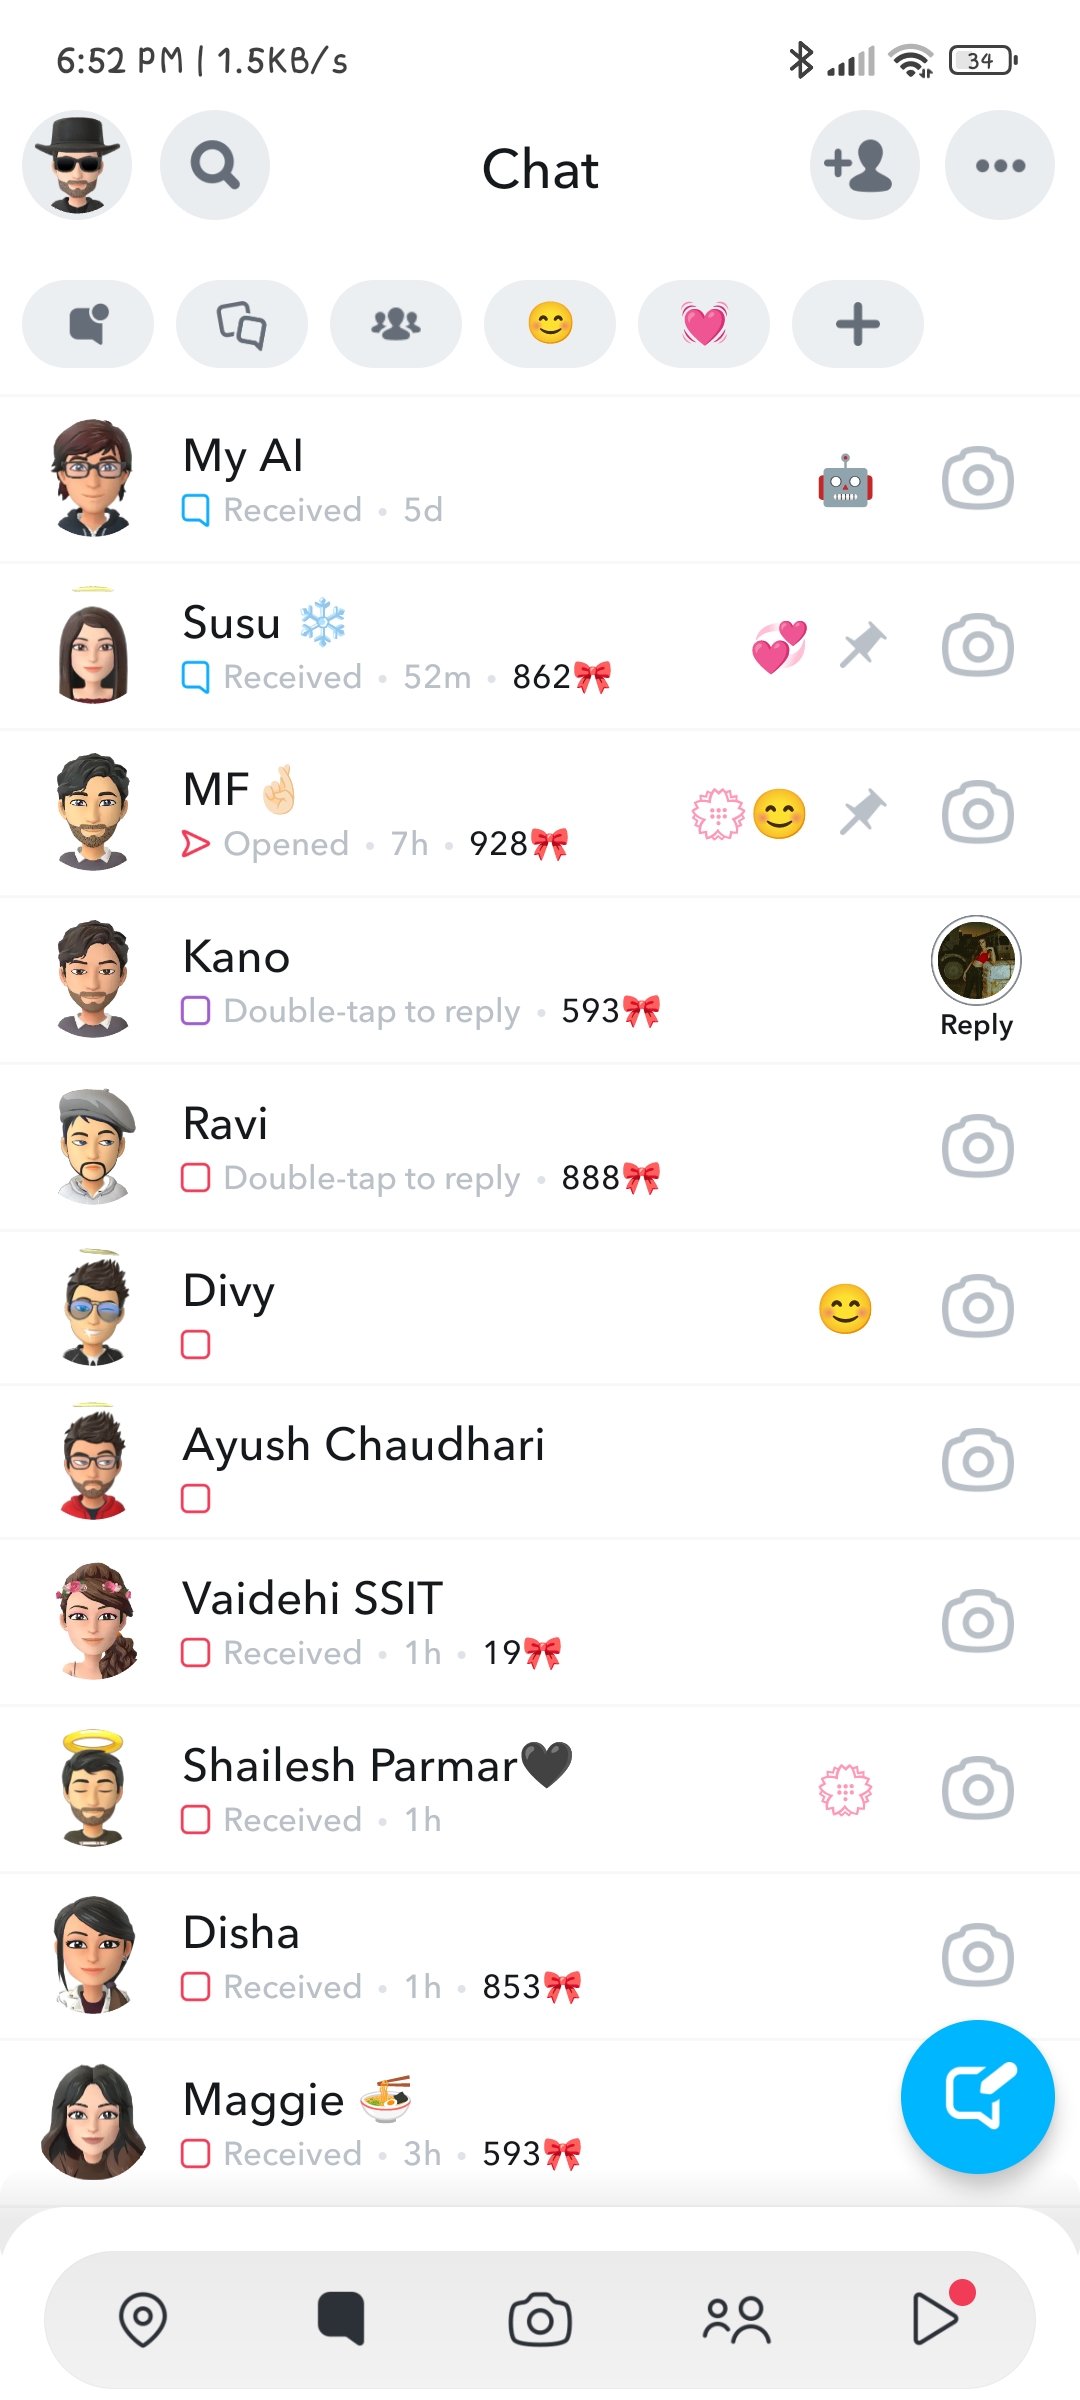 6:52 PM | 1.5KB/s 34
Chat
My AI
Received • 5d
Susu ❄️
Received • 52m • 862🎀
MF🤞🏻
Opened • 7h • 928🎀
Kano
Double-tap to reply • 593🎀
Reply
Ravi
Double-tap to reply • 888🎀
Divy
Ayush Chaudhari
Vaidehi SSIT
Received • 1h • 19🎀
Shailesh Parmar🖤
Received • 1h
Disha
Received • 1h • 853🎀
Maggie 🍜
Received • 3h • 593🎀